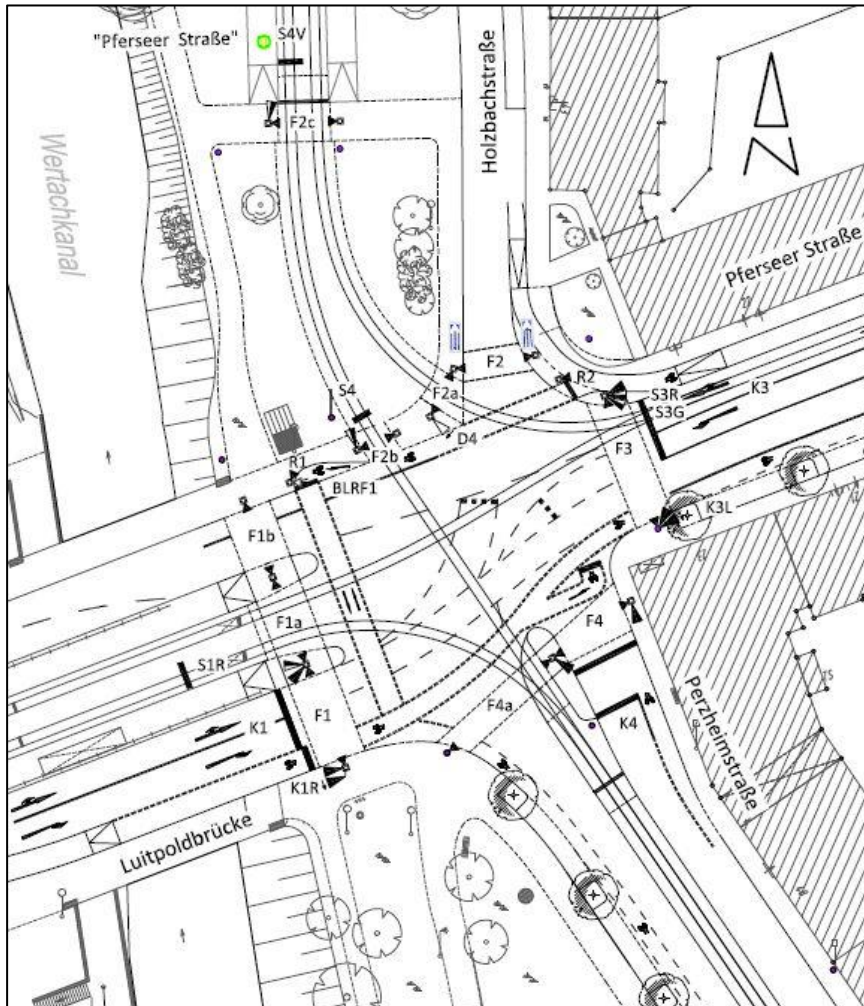 "Pferseer Straße"
S4V
F2c
Holzbachstraße
Wertachkanal
Pferseer Straße
F2
R2
F2a
S3R
K3
S3G
S4
D4
F3
F2b
R1
BLRF1
K3L
F1b
F4
F1a
S1R
F4a
F1
K1
K4
K1R
Perzheimstraße
Luitpoldbrücke